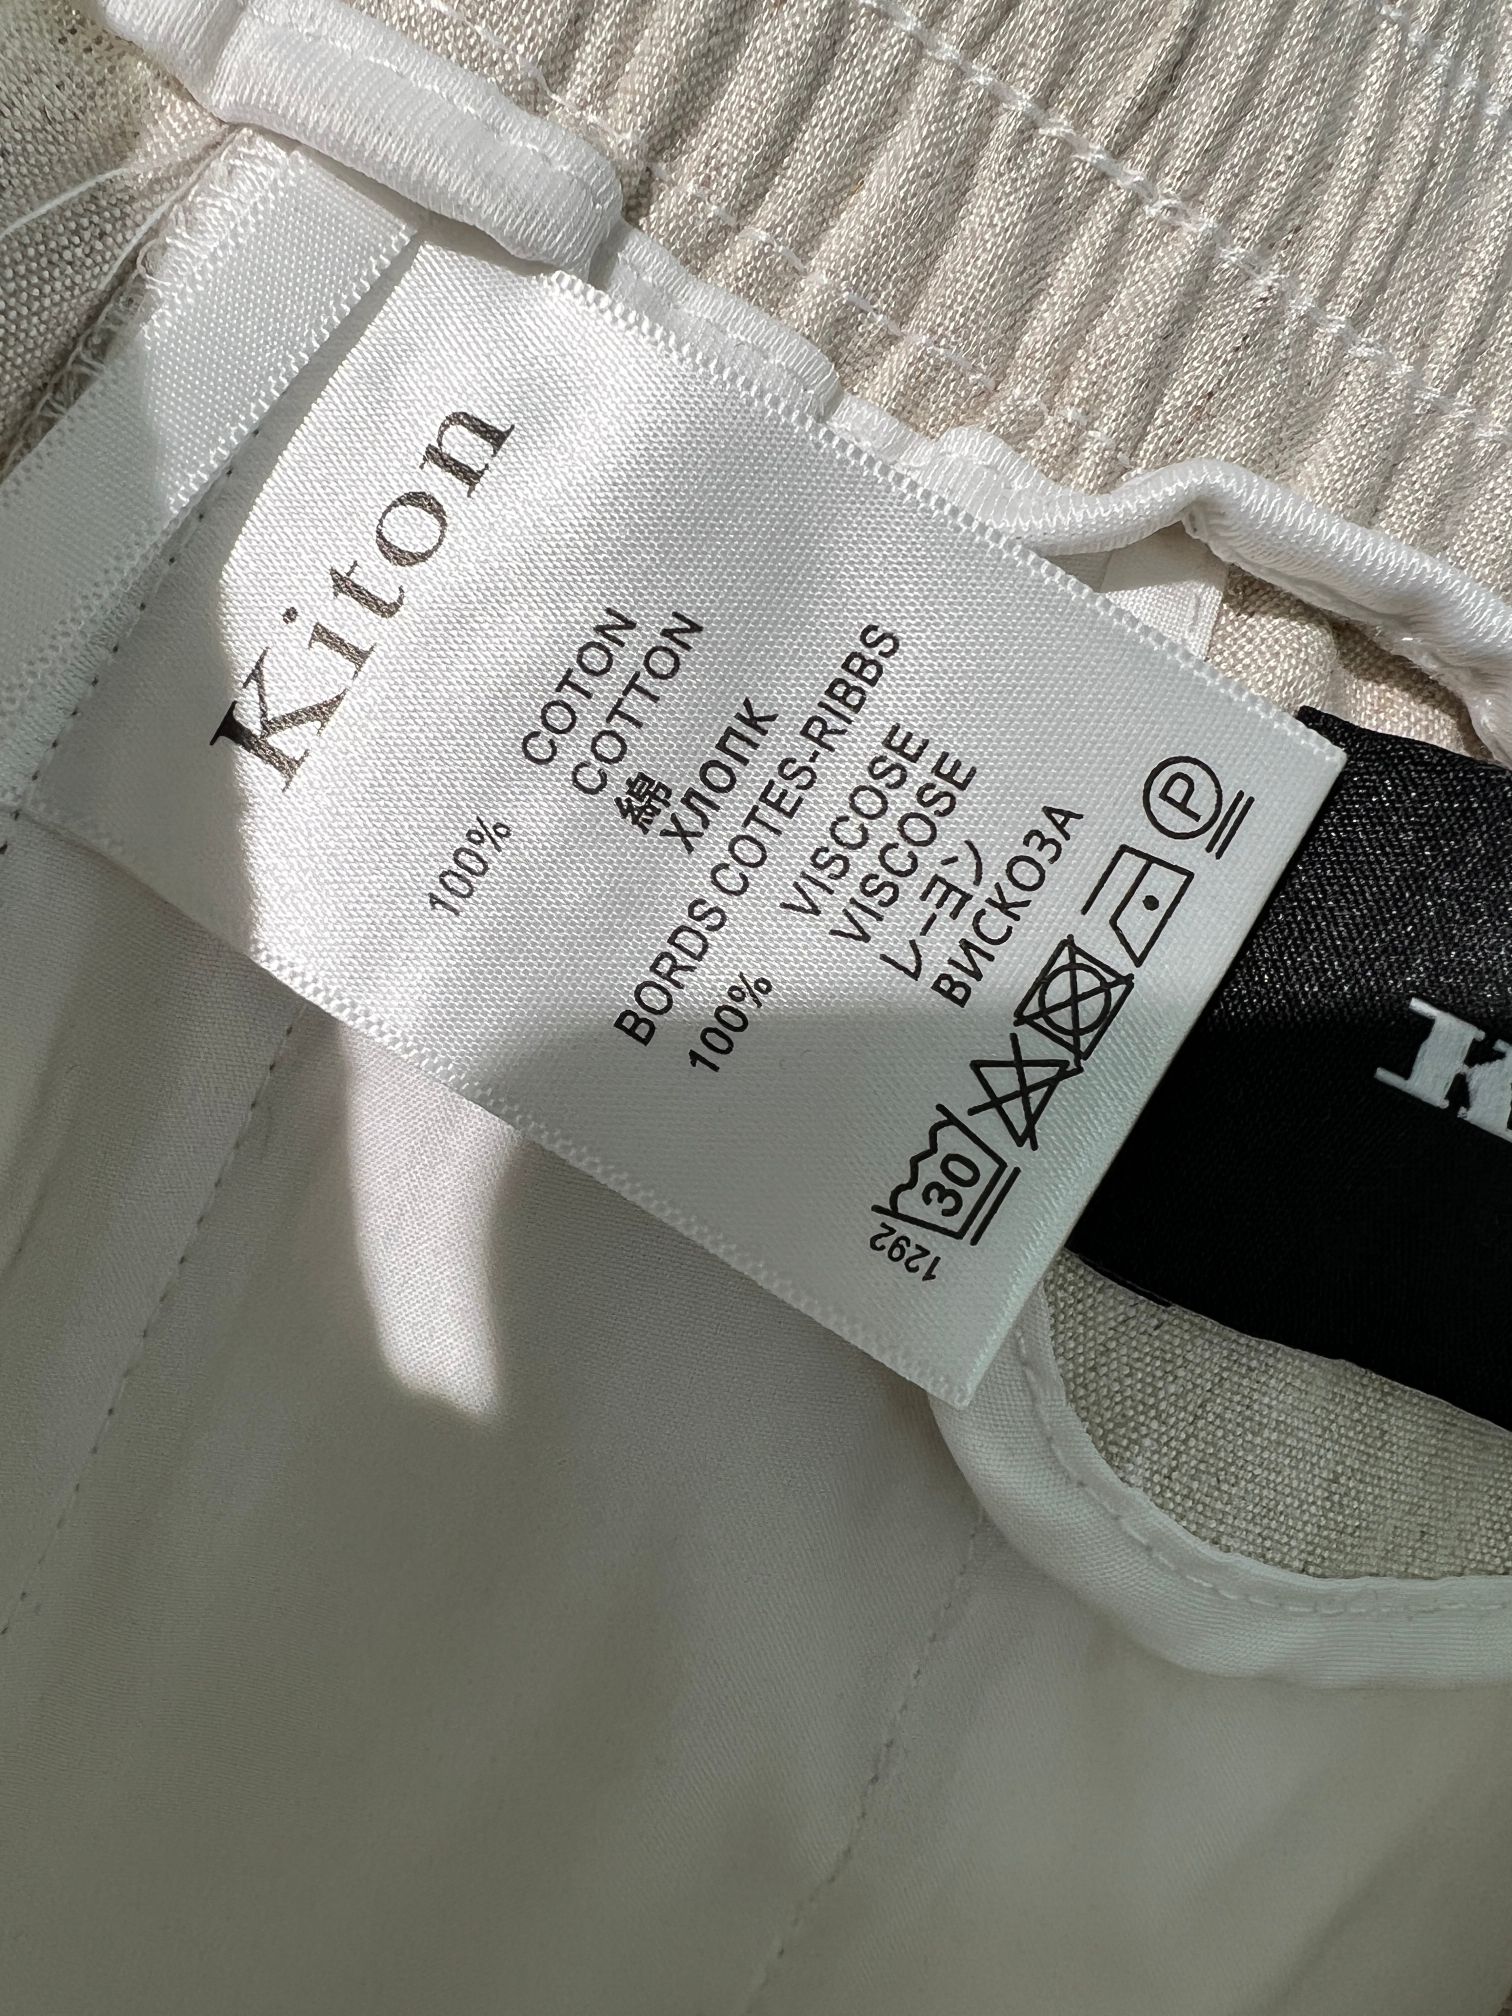 Kiton
100% COTON
COTTON
綿
ХЛОПК
BORDS COTES-RIBBS
100% VISCOSE
VISCOSE
レーヨン
ВИСКОЗА
30 P
1292
K